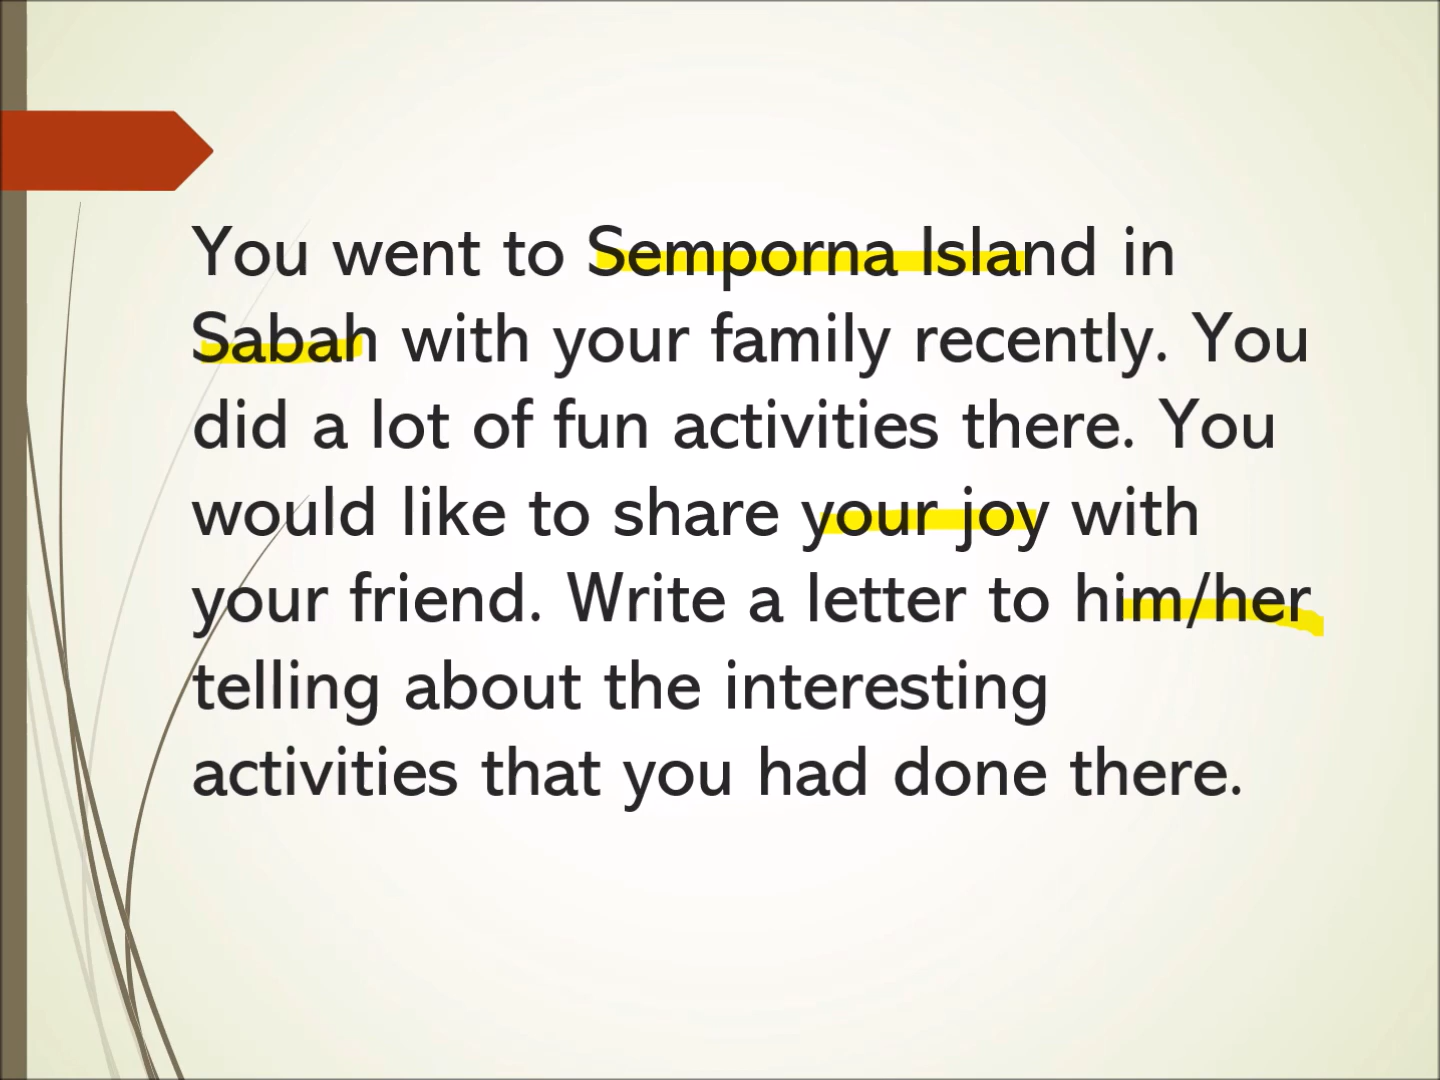 You went to Semporna Island in
Sabah with your family recently. You
did a lot of fun activities there. You
would like to share your joy with
your friend. Write a letter to him/her
telling about the interesting
activities that you had done there.